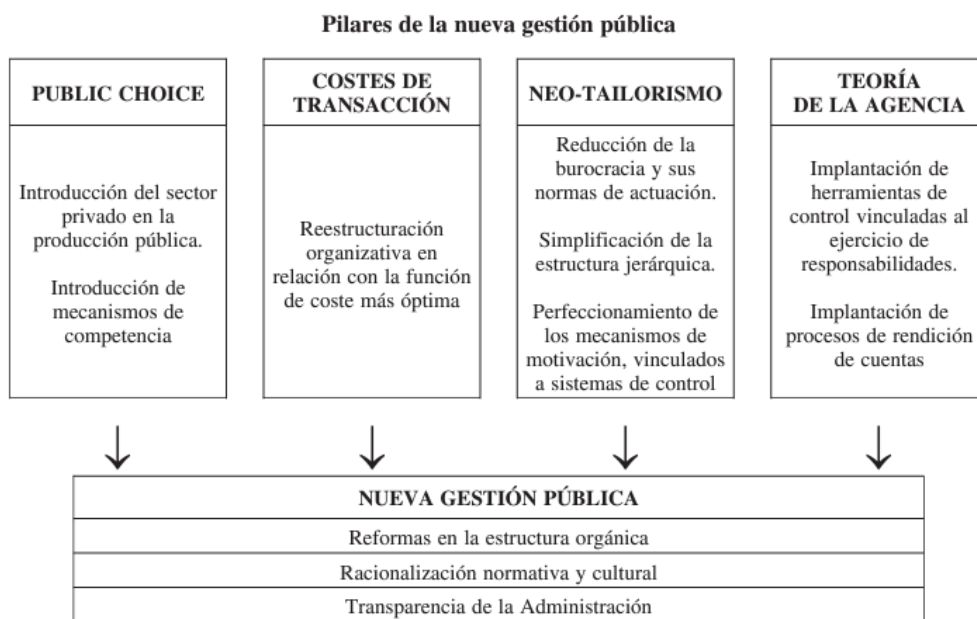 Pilares de la nueva gestión pública
PUBLIC CHOICE
Introducción del sector
privado en la
producción pública.
Introducción de
mecanismos de
competencia
COSTES DE
TRANSACCIÓN
Reestructuración
organizativa en
relación con la función
de coste más óptima
NEO-TAILORISMO
Reducción de la
burocracia y sus
normas de actuación.
Simplificación de la
estructura jerárquica.
Perfeccionamiento de
los mecanismos de
motivación, vinculados
a sistemas de control
TEORÍA
DE LA AGENCIA
Implantación de
herramientas de
control vinculadas al
ejercicio de
responsabilidades.
Implantación de
procesos de rendición
de cuentas
NUEVA GESTIÓN PÚBLICA
Reformas en la estructura orgánica
Racionalización normativa y cultural
Transparencia de la Administración